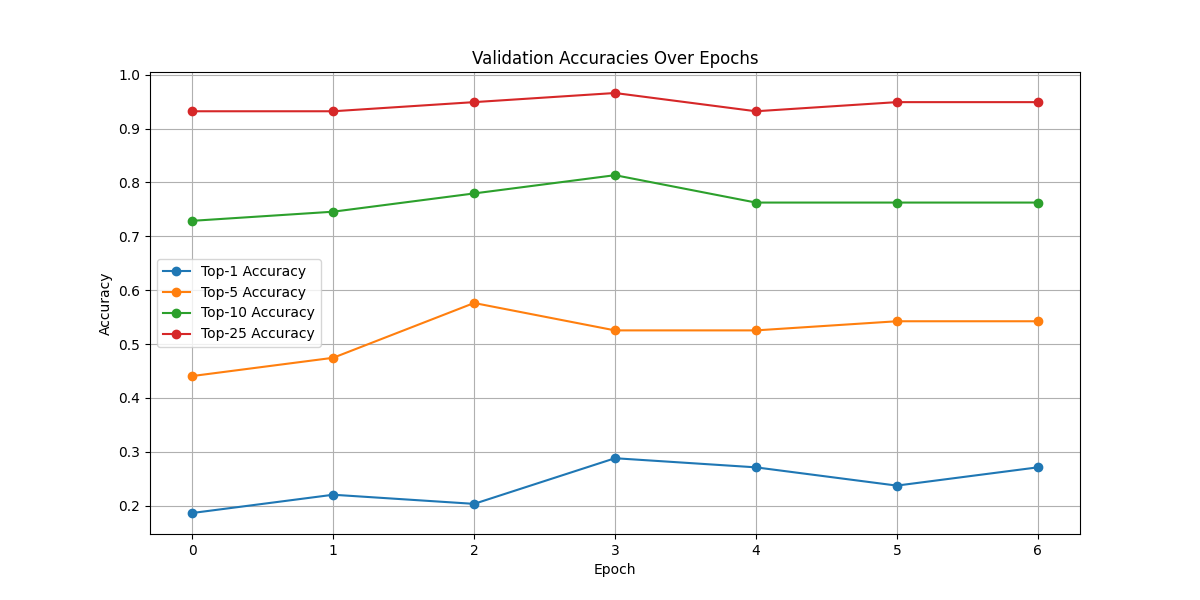 Validation Accuracies Over Epochs
1.0
0.9
0.8
0.7
0.6
0.5
0.4
0.3
0.2
Accuracy
Top-1 Accuracy
Top-5 Accuracy
Top-10 Accuracy
Top-25 Accuracy
0 1 2 3 4 5 6
Epoch